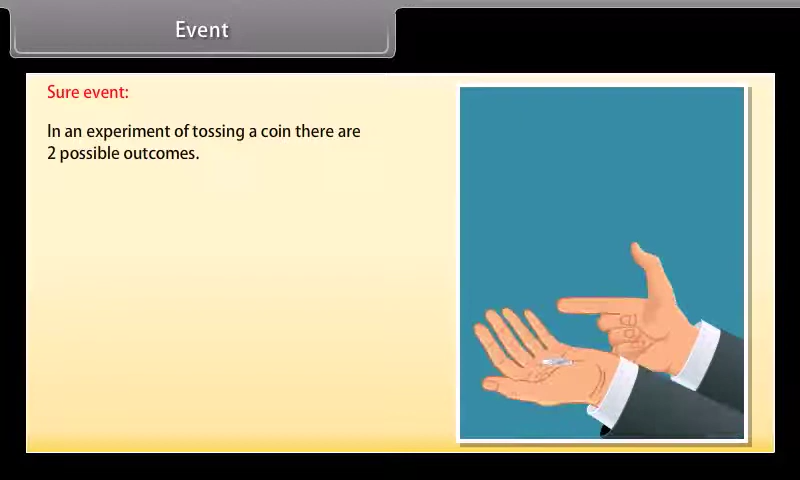 Event
Sure event:
In an experiment of tossing a coin there are
2 possible outcomes.